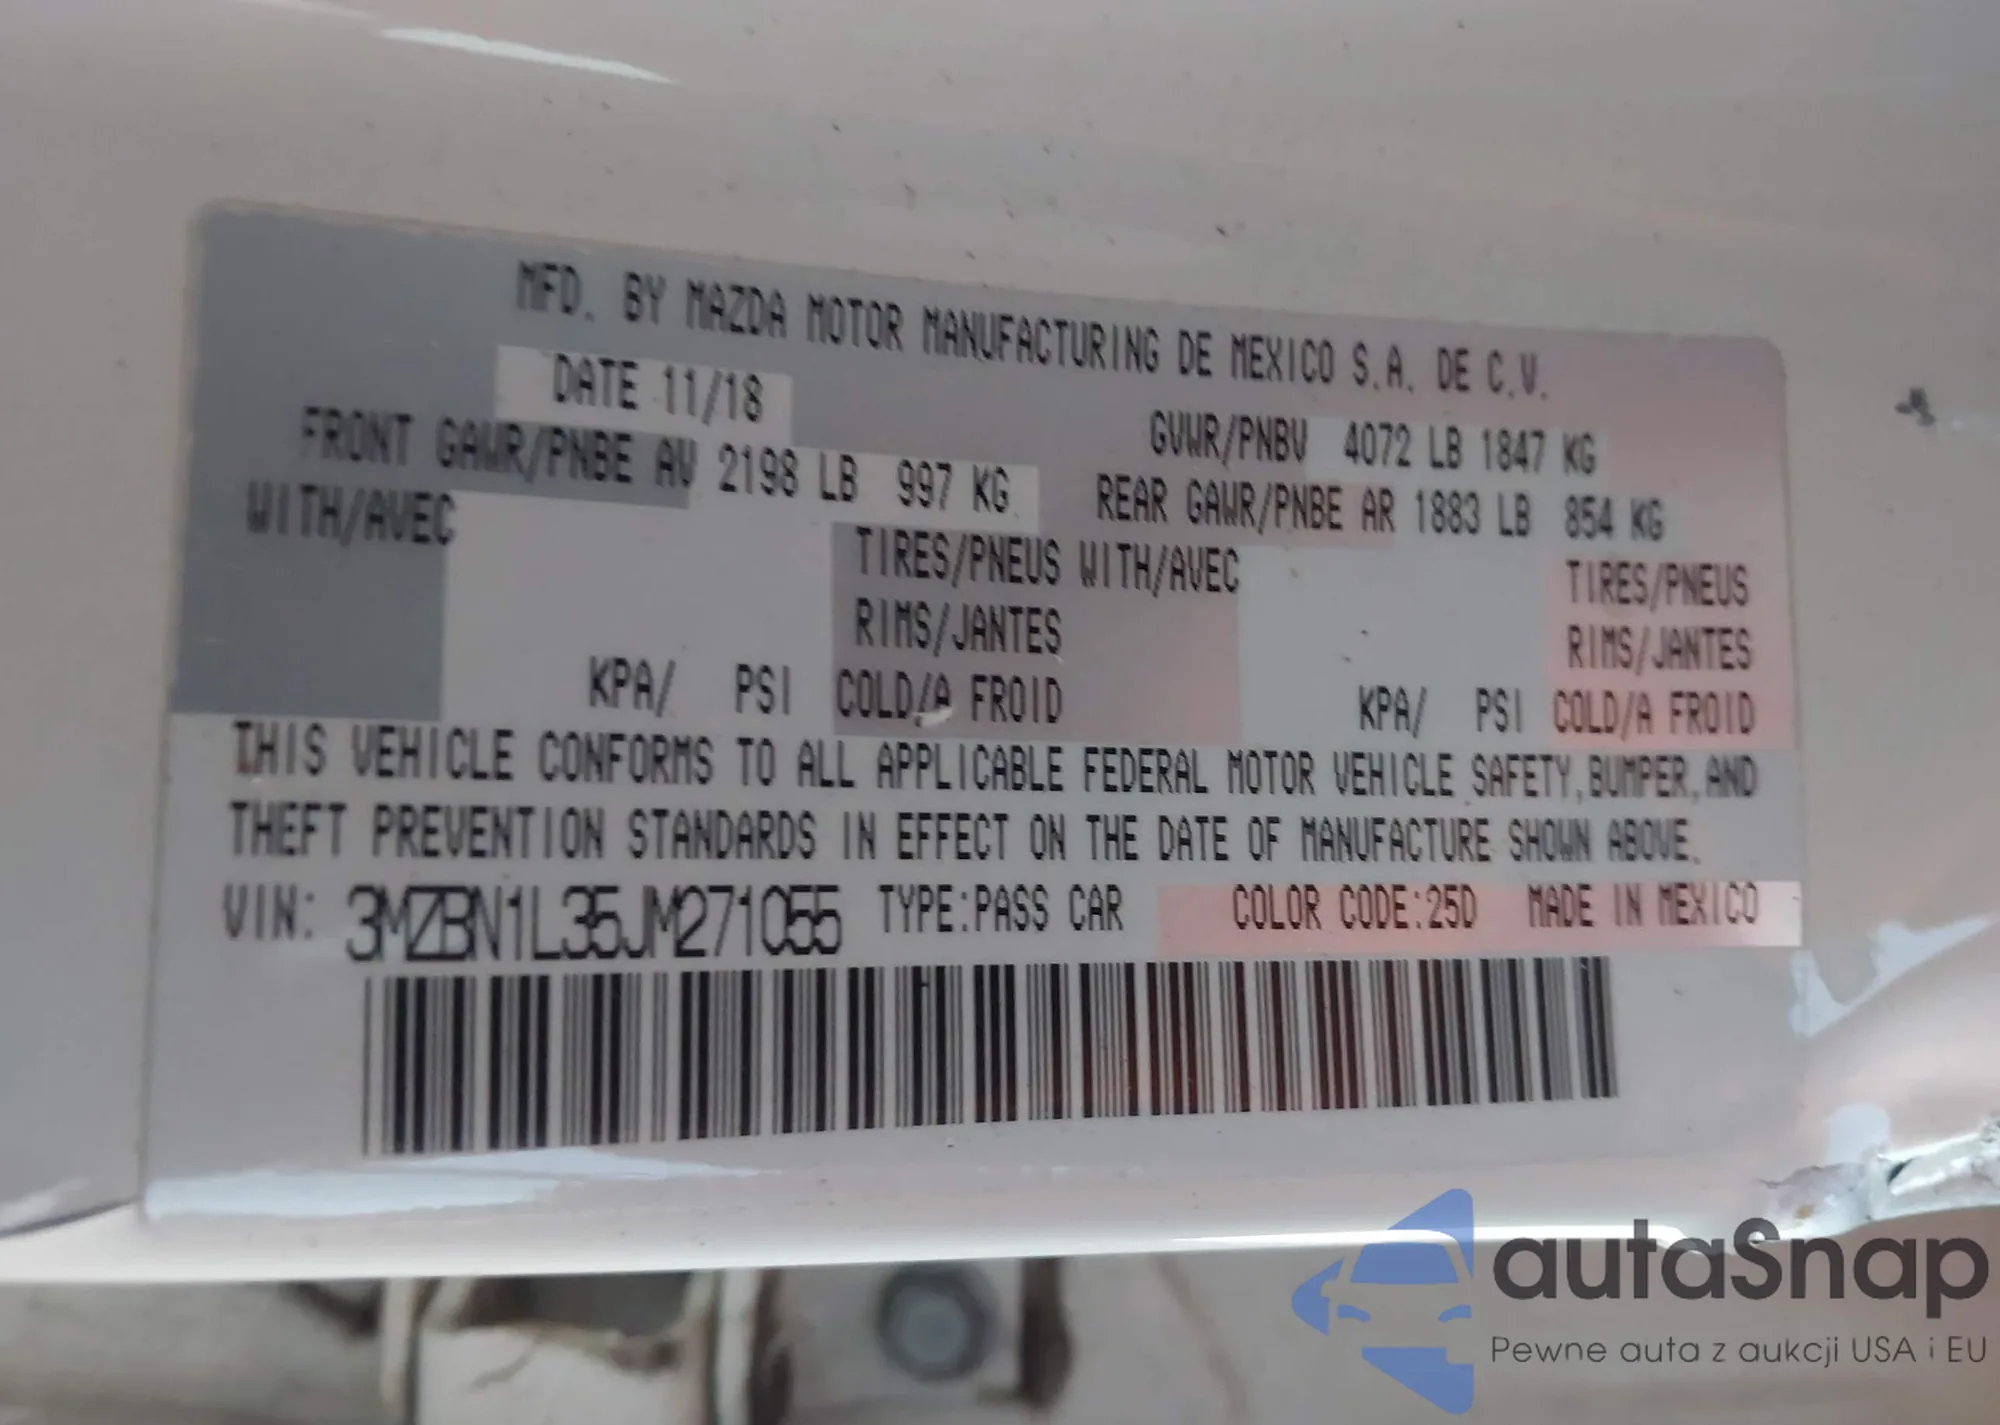 MFD. BY MAZDA MOTOR MANUFACTURING DE MEXICO S.A. DE C.V.
DATE 11/18 GVWR/PNBV 4072 LB 1847 KG
FRONT GAWR/PNBE AV 2198 LB 997 KG REAR GAWR/PNBE AR 1883 LB 854 KG
WITH/AVEC TIRES/PNEUS WITH/AVEC TIRES/PNEUS
RIMS/JANTES RIMS/JANTES
KPA/ PSI COLD/A FROID KPA/ PSI COLD/A FROID
THIS VEHICLE CONFORMS TO ALL APPLICABLE FEDERAL MOTOR VEHICLE SAFETY, BUMPER, AND
THEFT PREVENTION STANDARDS IN EFFECT ON THE DATE OF MANUFACTURE SHOWN ABOVE.
VIN: 3MZBN1L35JM271055 TYPE:PASS CAR COLOR CODE:25D MADE IN MEXICO
autaSnap
Pewne auta z aukcji USA i EU